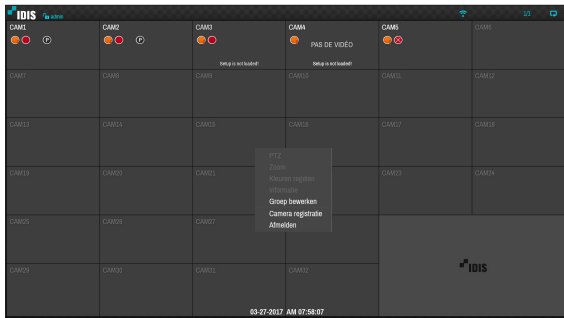 IDIS admin 1/1
CAM1 CAM2 CAM3 CAM4 CAM5 CAM6
P P PAS DE VIDÉO
Setup is not loaded! Setup is not loaded!
CAM7 CAM8 CAM9 CAM10 CAM11 CAM12
CAM13 CAM14 CAM15 CAM16 CAM17 CAM18
PTZ
Zoom
CAM19 CAM20 CAM21 CAM23 CAM24
Kleuren regelen
Informatie
Groep bewerken
Camera registratie
CAM25 CAM26 CAM27
Afmelden
CAM29 CAM30 CAM31 CAM32
IDIS
03-27-2017 AM 07:58:07